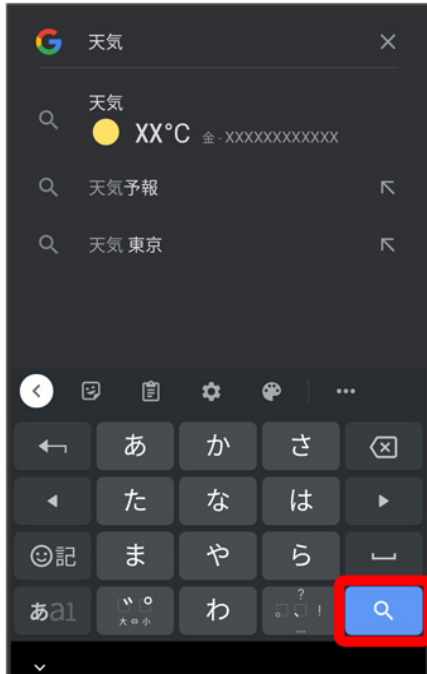 天気
天気
XX°C 金-XXXXXXXXXXXX
天気予報
天気 東京
あ か さ
た な は
ま や ら
記
あa1 大⇔小 わ 、 ? ! ...